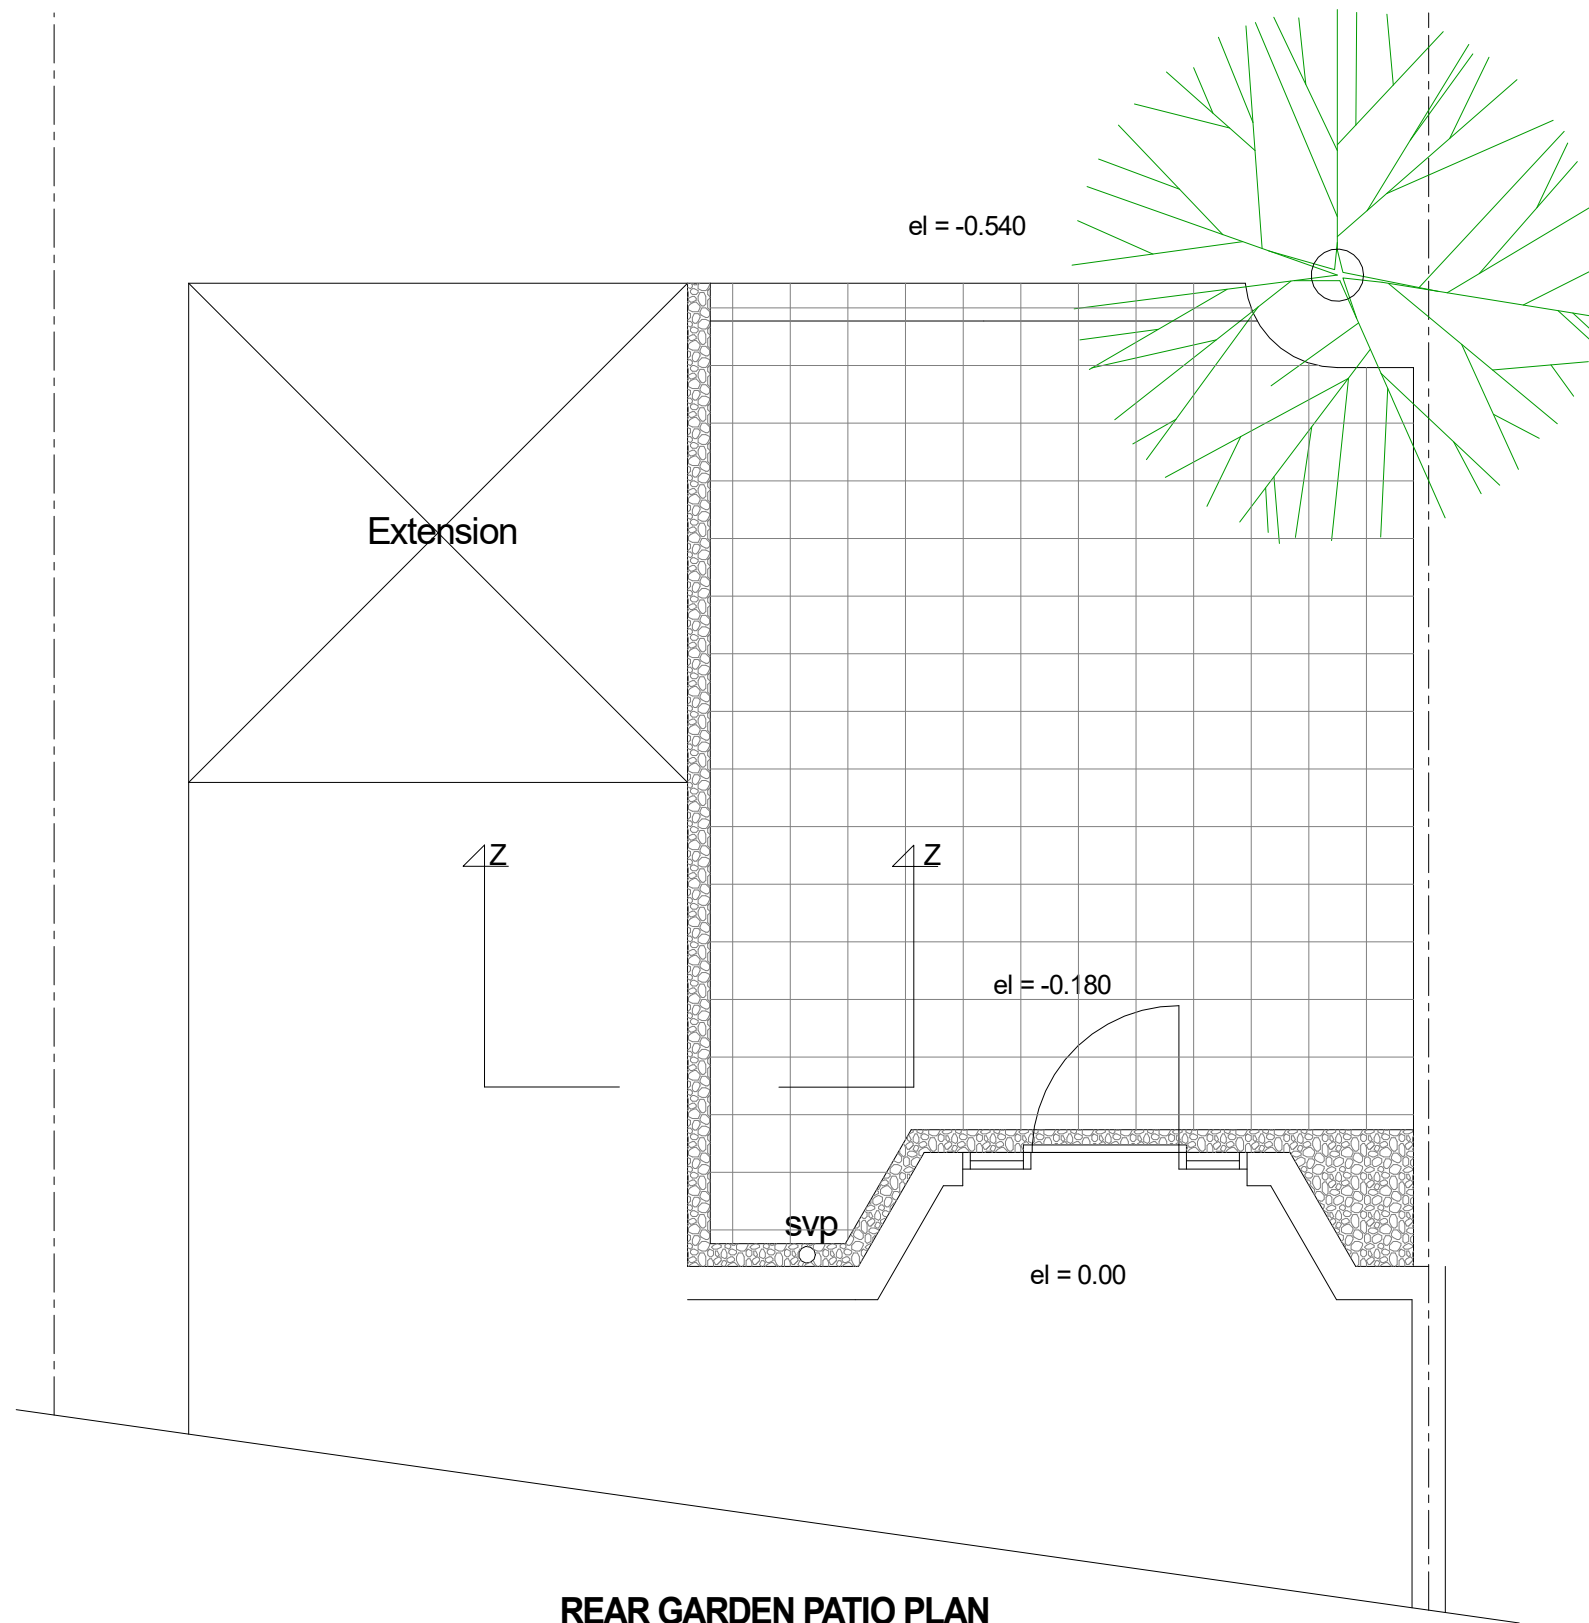 el = -0.540
Extension
Z
Z
el = -0.180
svp
el = 0.00
REAR GARDEN PATIO PLAN